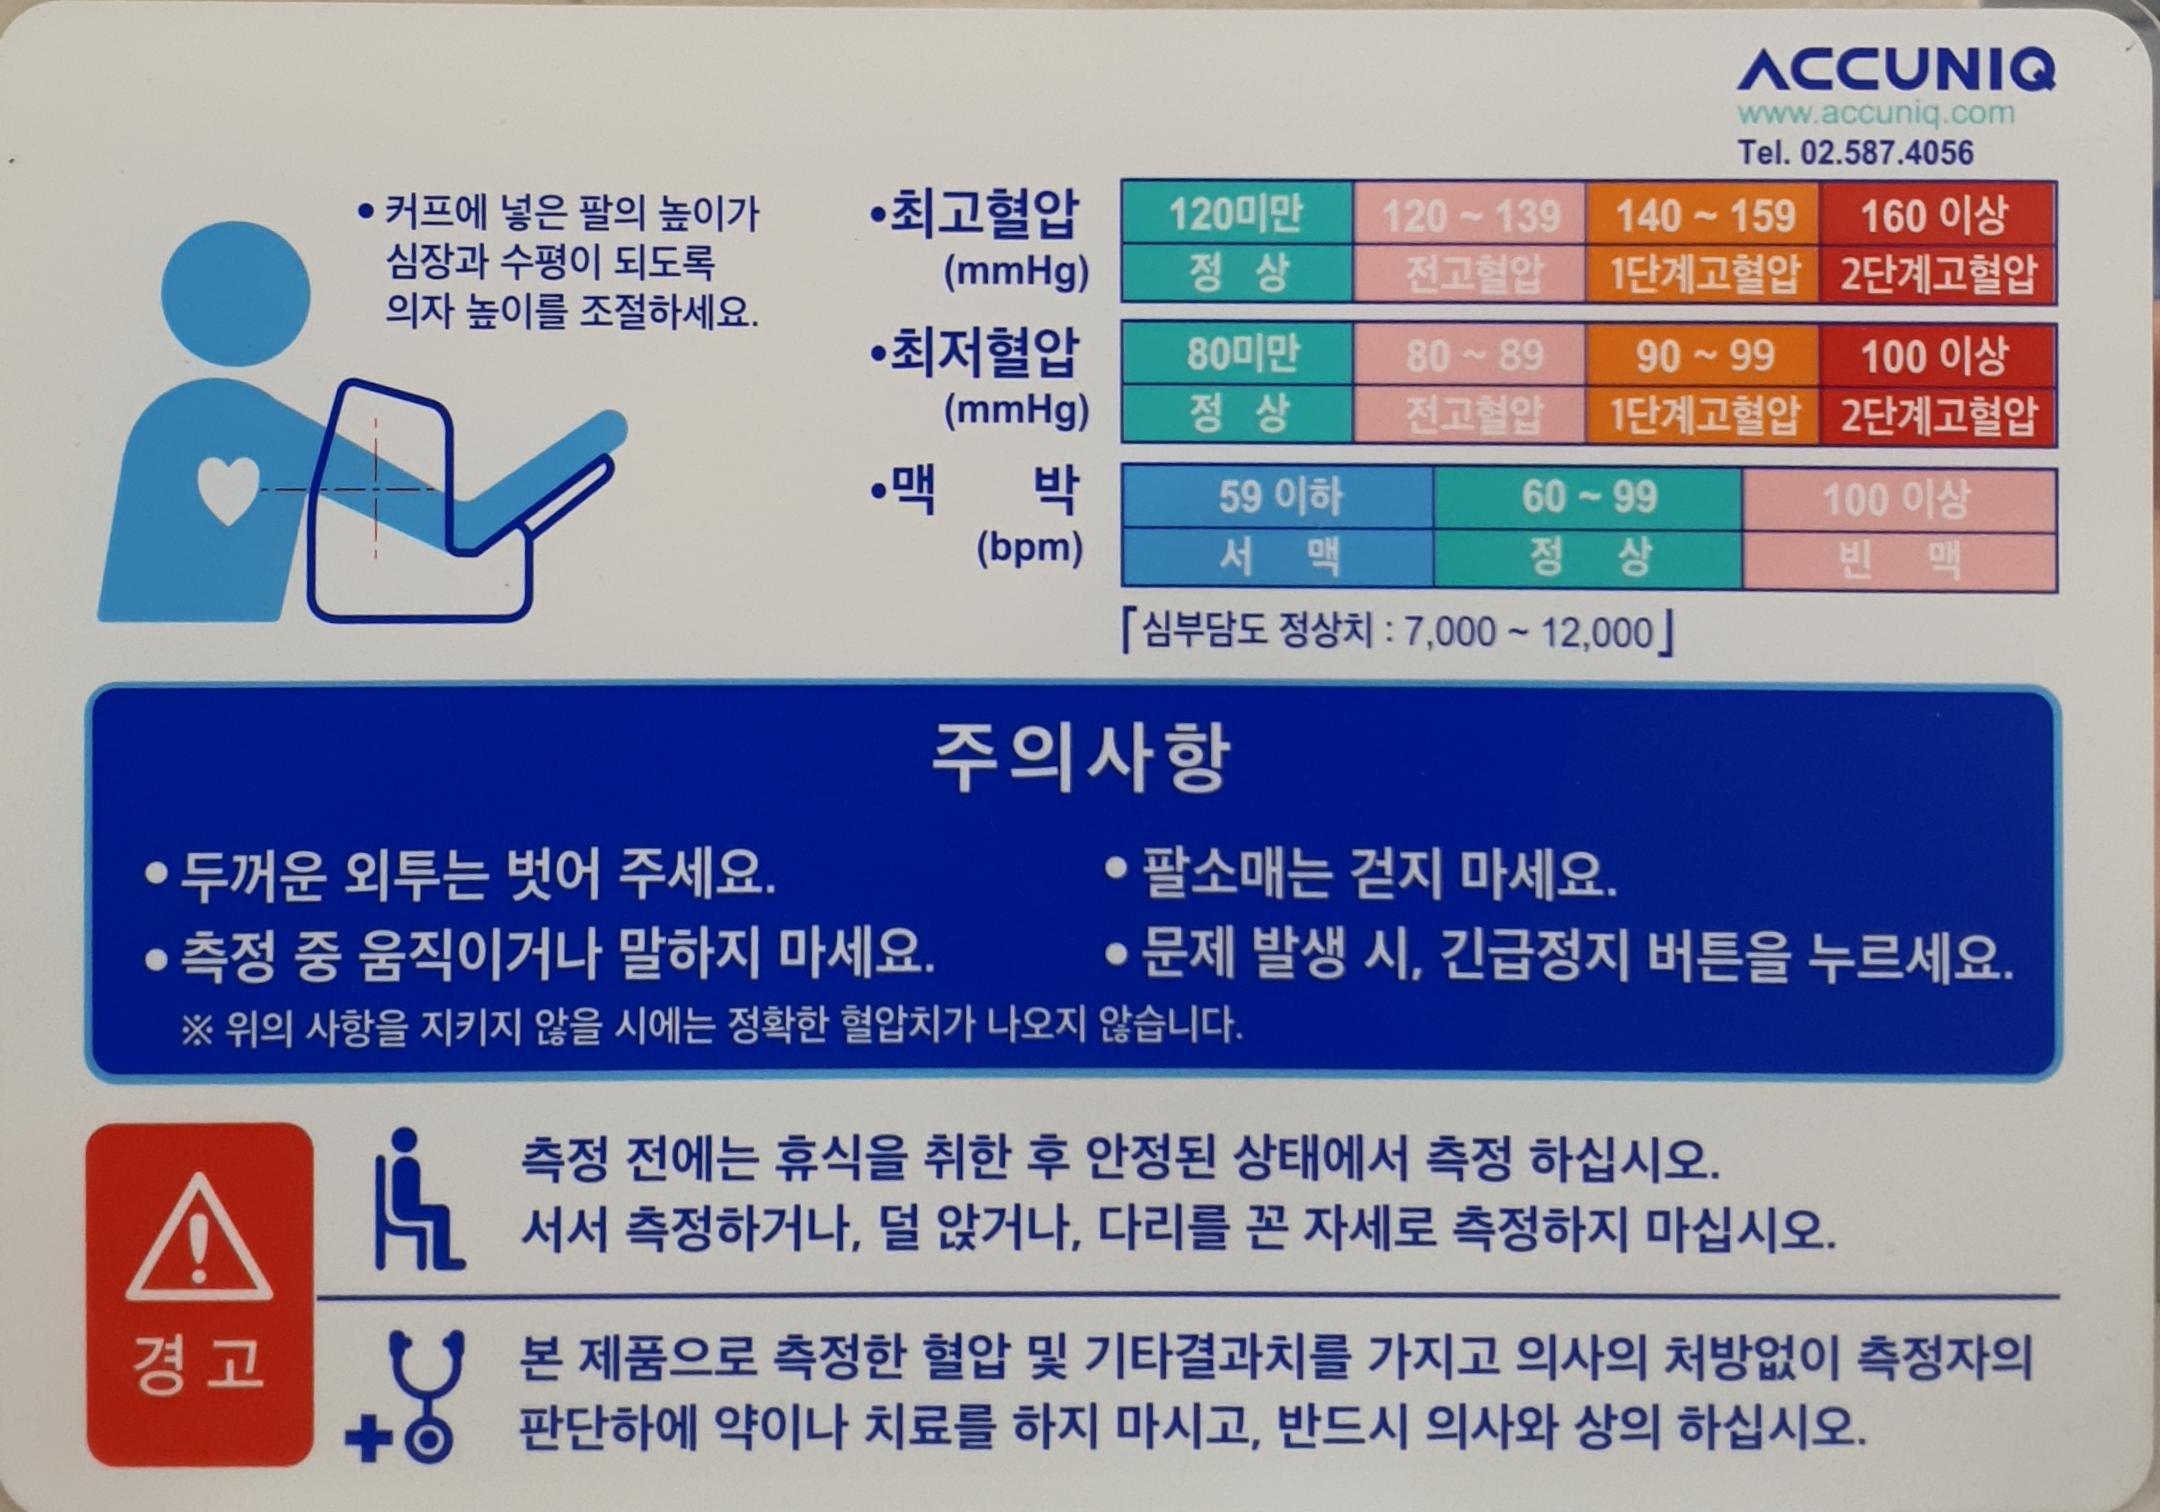 ACCUNIQ
www.accuniq.com
Tel. 02.587.4056
• 커프에 넣은 팔의 높이가
심장과 수평이 되도록
의자 높이를 조절하세요.
•최고혈압 120미만 120 ~ 139 140 ~ 159 160 이상
(mmHg) 정 상 전고혈압 1단계고혈압 2단계고혈압
•최저혈압 80미만 80 ~ 89 90 ~ 99 100 이상
(mmHg) 정 상 전고혈압 1단계고혈압 2단계고혈압
•맥 박 59 이하 60 ~ 99 100 이상
(bpm) 서 맥 정 상 빈 맥
「심부담도 정상치 : 7,000 ~ 12,000」
주의사항
• 두꺼운 외투는 벗어 주세요.
• 팔소매는 걷지 마세요.
• 측정 중 움직이거나 말하지 마세요.
• 문제 발생 시, 긴급정지 버튼을 누르세요.
※ 위의 사항을 지키지 않을 시에는 정확한 혈압치가 나오지 않습니다.
경 고
측정 전에는 휴식을 취한 후 안정된 상태에서 측정 하십시오.
서서 측정하거나, 덜 앉거나, 다리를 꼰 자세로 측정하지 마십시오.
본 제품으로 측정한 혈압 및 기타결과치를 가지고 의사의 처방없이 측정자의
판단하에 약이나 치료를 하지 마시고, 반드시 의사와 상의 하십시오.